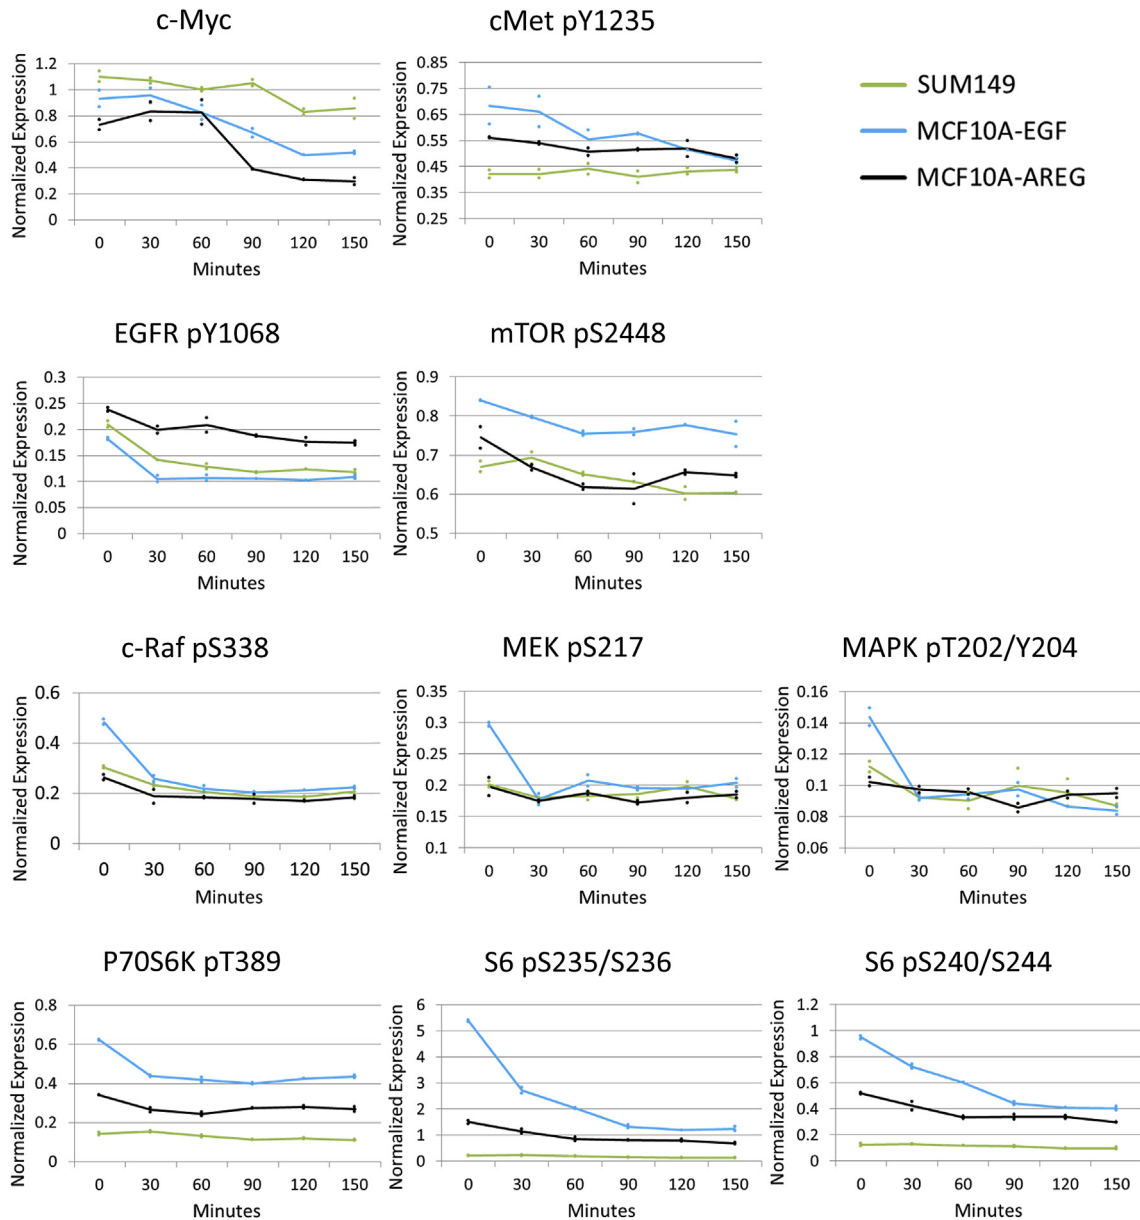 c-Myc
Normalized Expression
1.2
1
0.8
0.6
0.4
0.2
0
0 30 60 90 120 150
Minutes
cMet pY1235
Normalized Expression
0.85
0.75
0.65
0.55
0.45
0.35
0.25
0 30 60 90 120 150
Minutes
SUM149
MCF10A-EGF
MCF10A-AREG
EGFR pY1068
Normalized Expression
0.3
0.25
0.2
0.15
0.1
0.05
0
0 30 60 90 120 150
Minutes
mTOR pS2448
Normalized Expression
0.9
0.8
0.7
0.6
0.5
0 30 60 90 120 150
Minutes
c-Raf pS338
Normalized Expression
0.6
0.4
0.2
0
0 30 60 90 120 150
Minutes
MEK pS217
Normalized Expression
0.35
0.3
0.25
0.2
0.15
0.1
0 30 60 90 120 150
Minutes
MAPK pT202/Y204
Normalized Expression
0.16
0.14
0.12
0.1
0.08
0.06
0 30 60 90 120 150
Minutes
P70S6K pT389
Normalized Expression
0.8
0.6
0.4
0.2
0
0 30 60 90 120 150
Minutes
S6 pS235/S236
Normalized Expression
6
5
4
3
2
1
0
0 30 60 90 120 150
Minutes
S6 pS240/S244
Normalized Expression
1.2
1
0.8
0.6
0.4
0.2
0
0 30 60 90 120 150
Minutes